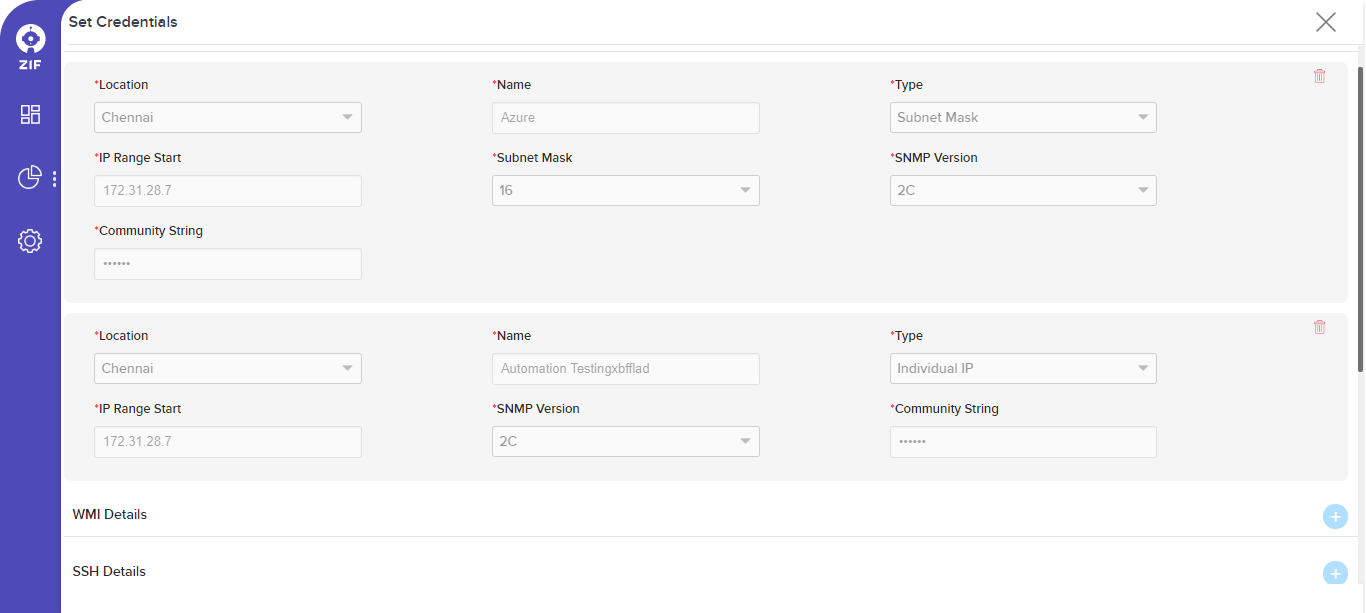 Set Credentials
ZIF
*Location *Name *Type
Chennai Azure Subnet Mask
*IP Range Start *Subnet Mask *SNMP Version
172.31.28.7 16 2C
*Community String
••••••
*Location *Name *Type
Chennai Automation Testingxbfflad Individual IP
*IP Range Start *SNMP Version *Community String
172.31.28.7 2C ••••••
WMI Details
SSH Details